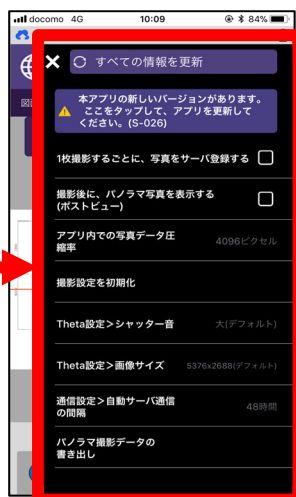 docomo 4G 10:09 84%
すべての情報を更新
本アプリの新しいバージョンがあります。
ここをタップして、アプリを更新して
ください。(S-026)
1枚撮影するごとに、写真をサーバ登録する
撮影後に、パノラマ写真を表示する
(ポストビュー)
アプリ内での写真データ圧
縮率
4096ピクセル
撮影設定を初期化
Theta設定>シャッター音
大(デフォルト)
Theta設定>画像サイズ
5376x2688(デフォルト)
通信設定>自動サーバ通信
の間隔
48時間
パノラマ撮影データの
書き出し